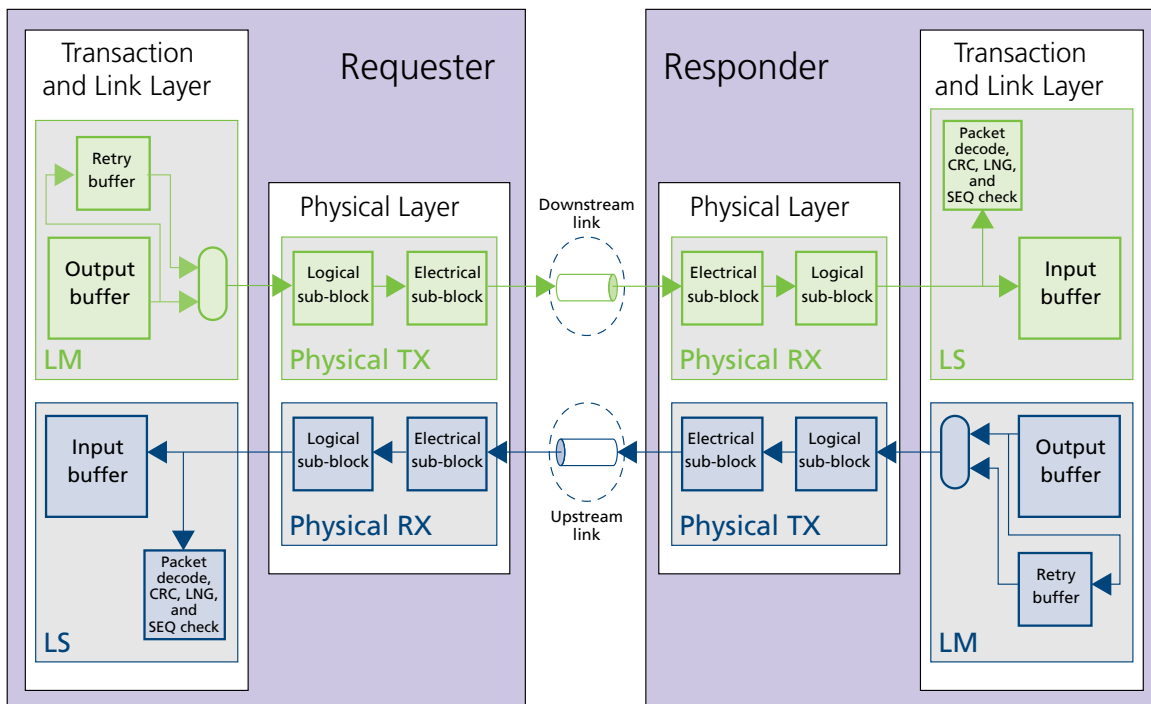 Transaction
and Link Layer
Requester
Retry
buffer
Output
buffer
LM
Physical Layer
Logical
sub-block
Electrical
sub-block
Physical TX
Input
buffer
Packet
decode,
CRC, LNG,
and
SEQ check
LS
Logical
sub-block
Electrical
sub-block
Physical RX
Downstream
link
Upstream
link
Responder
Physical Layer
Electrical
sub-block
Logical
sub-block
Physical RX
Electrical
sub-block
Logical
sub-block
Physical TX
Transaction
and Link Layer
Packet
decode,
CRC, LNG,
and
SEQ check
Input
buffer
LS
Output
buffer
Retry
buffer
LM